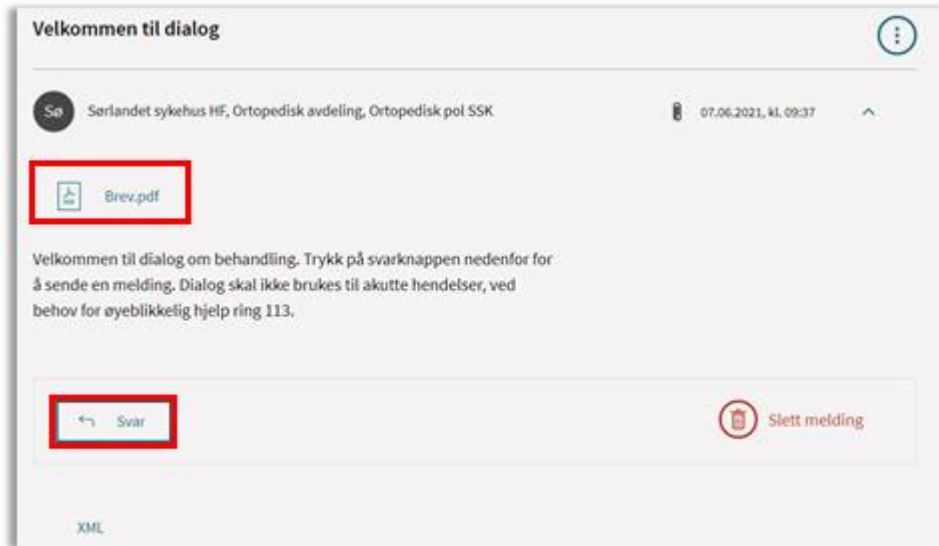 Velkommen til dialog
Sø Sørlandet sykehus HF, Ortopedisk avdeling, Ortopedisk pol SSK 07.06.2021, kl. 09:37
Brev.pdf
Velkommen til dialog om behandling. Trykk på svarknappen nedenfor for
å sende en melding. Dialog skal ikke brukes til akutte hendelser, ved
behov for øyeblikkelig hjelp ring 113.
Svar Slett melding
XML